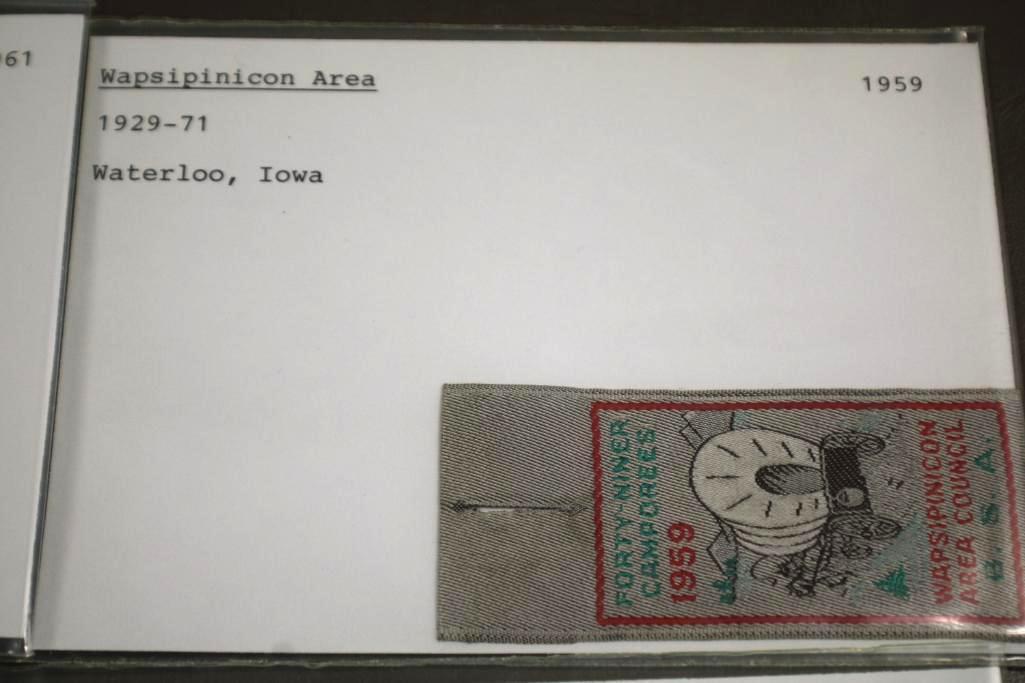 61
Wapsipinicon Area
1959
1929-71
Waterloo, Iowa
FORTY-NINER
CAMPOREES
1959
WAPSIPINICON
AREA COUNCIL
B. S. A.